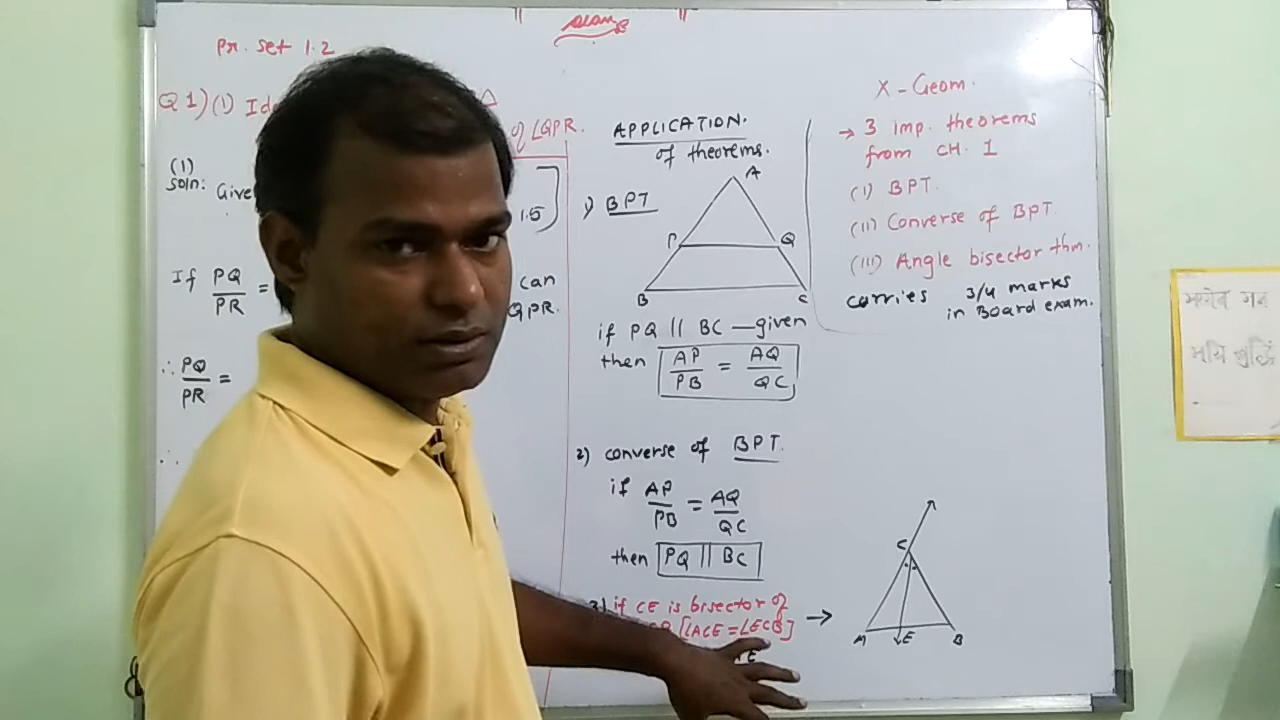 Pr. set 1.2
Q 1) (1)
of ∠QPR.
(1)
soln:
1.5
If PQ/PR =
can
QPR.
∴ PQ/PR =
∴
APPLICATION.
of theorems.
1) BPT
A
P
Q
B
C
if PQ || BC — given
then AP/PB = AQ/QC
2) converse of BPT.
if AP/PB = AQ/QC
then PQ || BC
3) if CE is bisector of
[∠ACE = ∠ECB] →
X - Geom.
→ 3 imp. theorems
from CH. 1
(i) BPT.
(ii) Converse of BPT.
(iii) Angle bisector thm.
carries 3/4 marks
in Board exam.
C
E
B